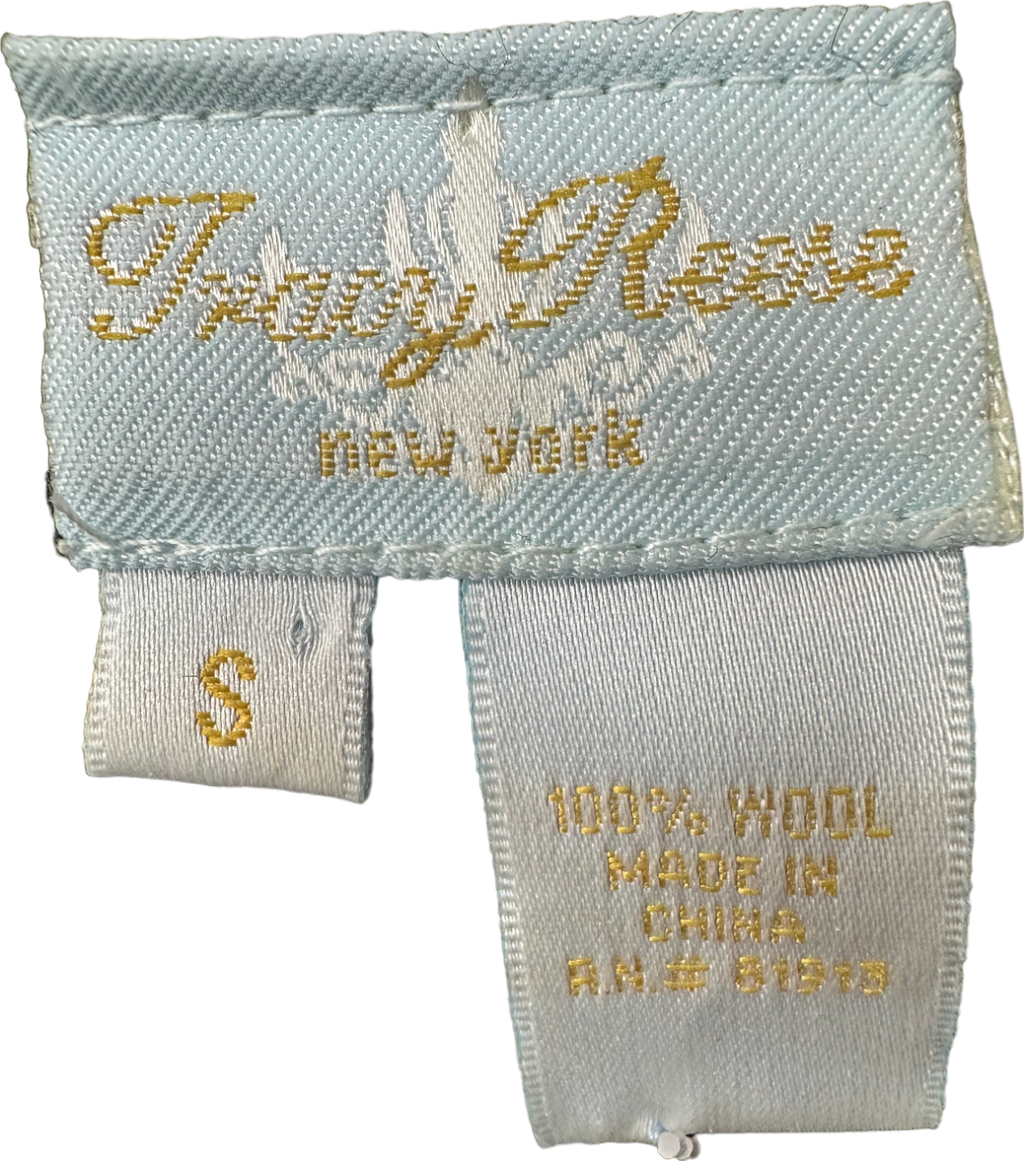 Tracy Reese
new york
S
100% WOOL
MADE IN
CHINA
R.N.# 81913